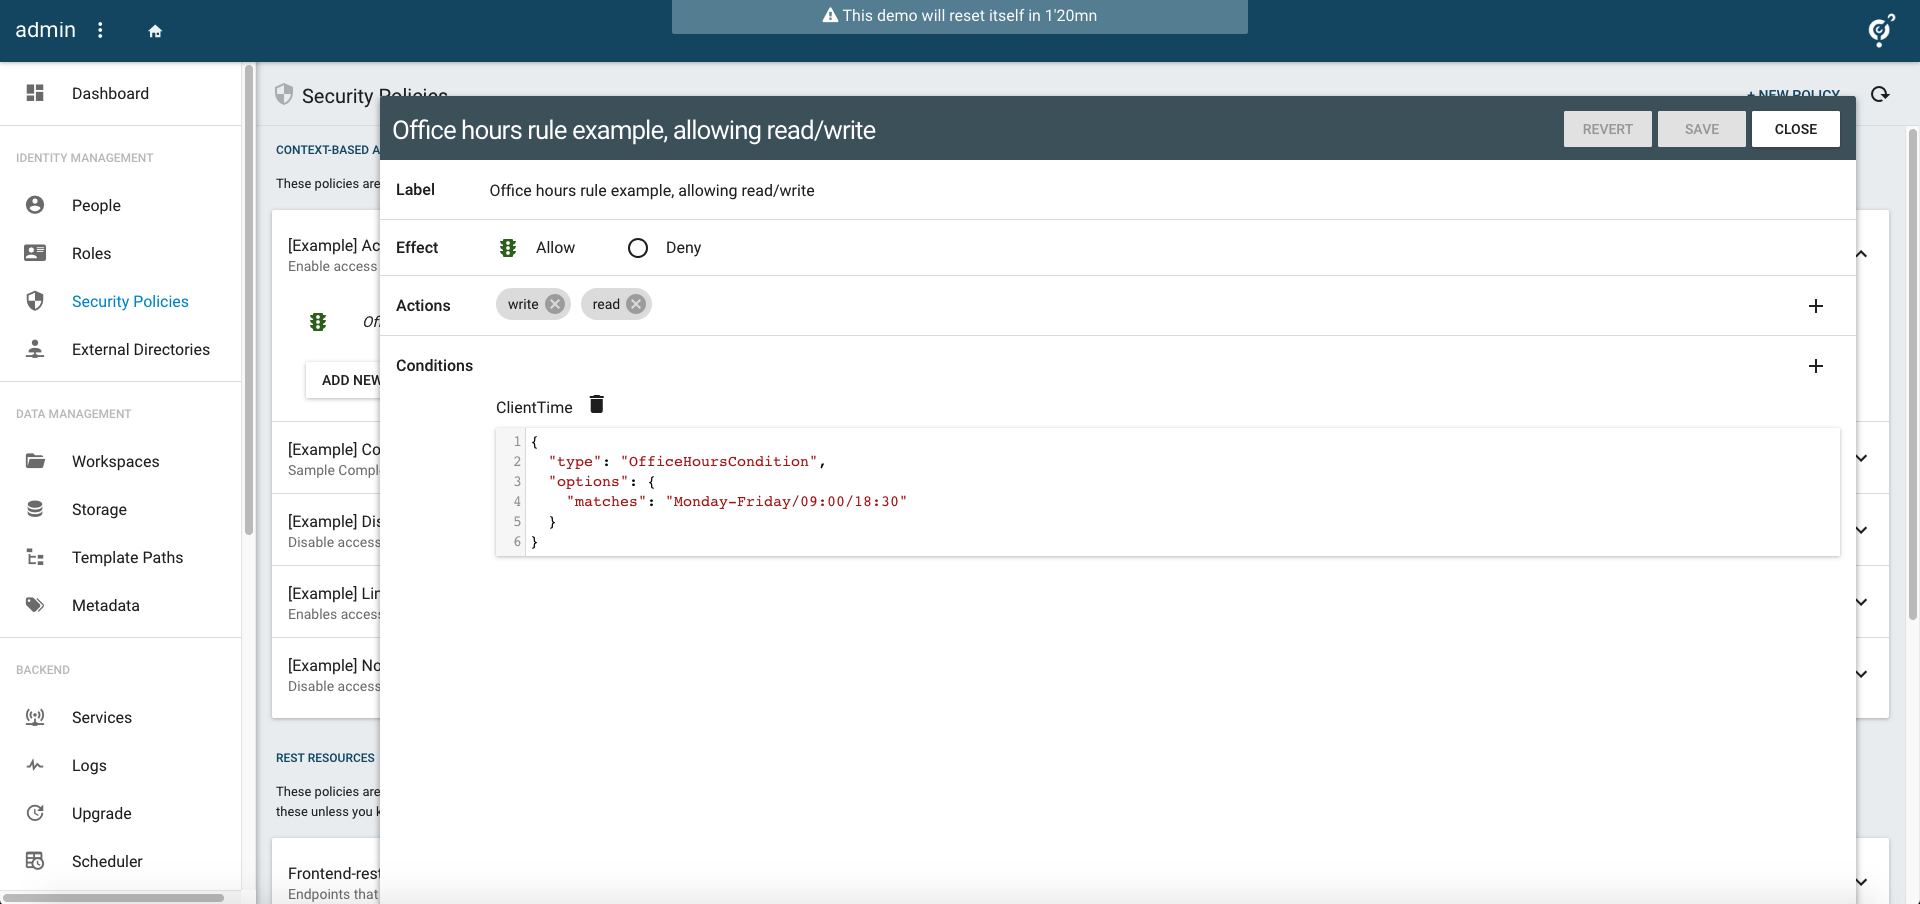 admin
This demo will reset itself in 1'20mn
Dashboard
IDENTITY MANAGEMENT
People
Roles
Security Policies
External Directories
DATA MANAGEMENT
Workspaces
Storage
Template Paths
Metadata
BACKEND
Services
Logs
Upgrade
Scheduler
Security Policies
+ NEW POLICY
CONTEXT-BASED A
These policies are
[Example] Ac
Enable access
Of
ADD NEW
[Example] Co
Sample Compl
[Example] Dis
Disable access
[Example] Lin
Enables access
[Example] No
Disable access
REST RESOURCES
These policies are
these unless you k
Frontend-rest
Endpoints that
Office hours rule example, allowing read/write
REVERT
SAVE
CLOSE
Label
Office hours rule example, allowing read/write
Effect
Allow
Deny
Actions
write
read
Conditions
ClientTime
1 {
2 "type": "OfficeHoursCondition",
3 "options": {
4 "matches": "Monday-Friday/09:00/18:30"
5 }
6 }